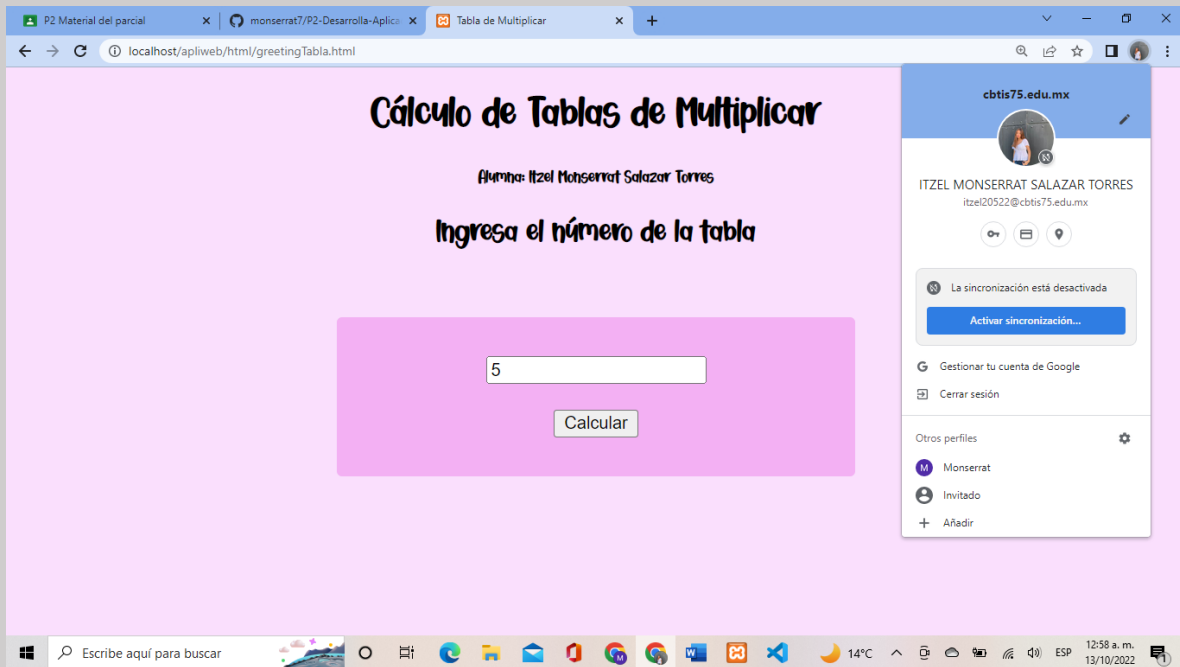 P2 Material del parcial
monserrat7/P2-Desarrolla-Aplica
Tabla de Multiplicar
localhost/apliweb/html/greetingTabla.html
Cálculo de Tablas de Multiplicar
Alumna: Itzel Monserrat Salazar Torres
Ingresa el número de la tabla
5
Calcular
cbtis75.edu.mx
ITZEL MONSERRAT SALAZAR TORRES
itzel20522@cbtis75.edu.mx
La sincronización está desactivada
Activar sincronización...
Gestionar tu cuenta de Google
Cerrar sesión
Otros perfiles
M Monserrat
Invitado
Añadir
Escribe aquí para buscar
14°C
ESP
12:58 a. m.
13/10/2022
1